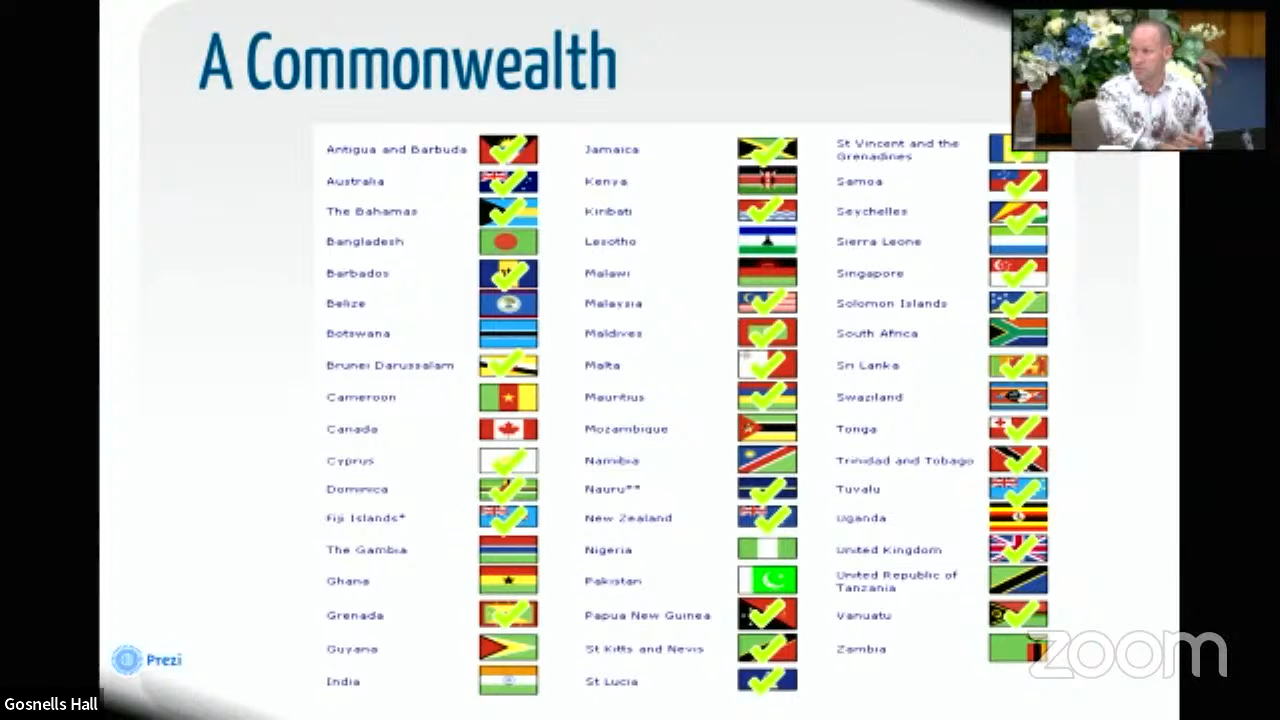 A Commonwealth
Antigua and Barbuda
Australia
The Bahamas
Bangladesh
Barbados
Belize
Botswana
Brunei Darussalam
Cameroon
Canada
Cyprus
Dominica
Fiji Islands*
The Gambia
Ghana
Grenada
Guyana
India
Jamaica
Kenya
Kiribati
Lesotho
Malawi
Malaysia
Maldives
Malta
Mauritius
Mozambique
Namibia
Nauru**
New Zealand
Nigeria
Pakistan
Papua New Guinea
St Kitts and Nevis
St Lucia
St Vincent and the
Grenadines
Samoa
Seychelles
Sierra Leone
Singapore
Solomon Islands
South Africa
Sri Lanka
Swaziland
Tonga
Trinidad and Tobago
Tuvalu
Uganda
United Kingdom
United Republic of
Tanzania
Vanuatu
Zambia
Prezi
zoom
Gosnells Hall